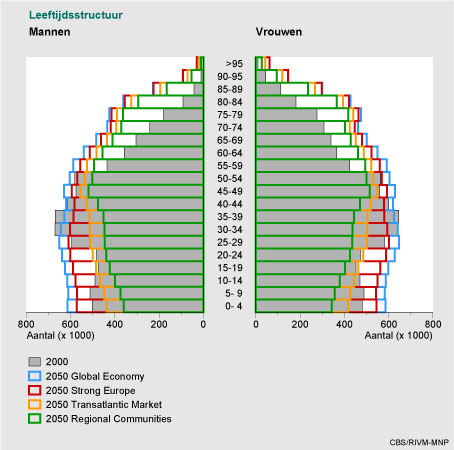 Leeftijdsstructuur
Mannen
Vrouwen
>95
90-95
85-89
80-84
75-79
70-74
65-69
60-64
55-59
50-54
45-49
40-44
35-39
30-34
25-29
20-24
15-19
10-14
5- 9
0- 4
800 600 400 200 0
0 200 400 600 800
Aantal (x 1000)
Aantal (x 1000)
2000
2050 Global Economy
2050 Strong Europe
2050 Transatlantic Market
2050 Regional Communities
CBS/RIVM-MNP